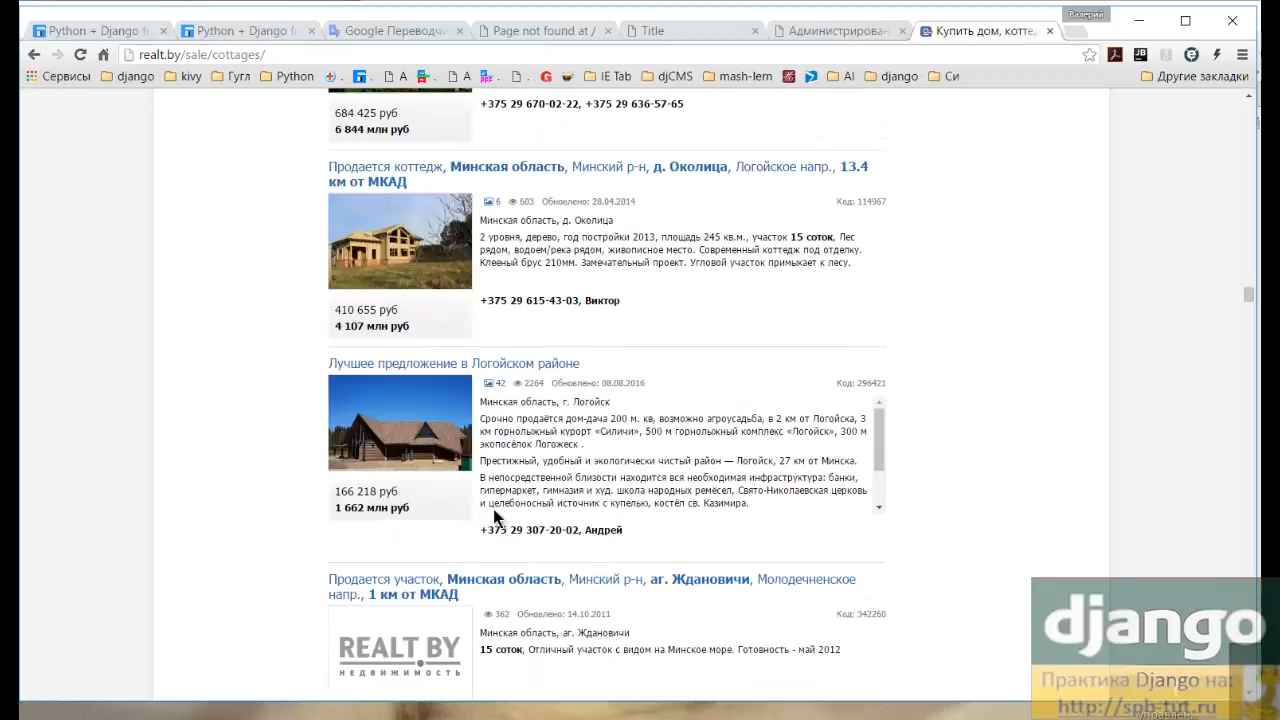 Валерий
Python + Django f
Python + Django f
Google Переводчи
Page not found at /
Title
Администрирован
Купить дом, котте
realt.by/sale/cottages/
Сервисы
django
kivy
Гугл
Python
А
А
IE Tab
djCMS
math-lern
AI
django
Си
Другие закладки
684 425 руб
6 844 млн руб
+375 29 670-02-22, +375 29 636-57-65
Продается коттедж, Минская область, Минский р-н, д. Околица, Логойское напр., 13.4
км от МКАД
6 603 Обновлено: 28.04.2014 Код: 114967
Минская область, д. Околица
2 уровня, дерево, год постройки 2013, площадь 245 кв.м., участок 15 соток, Лес
рядом, водоем/река рядом, живописное место. Современный коттедж под отделку.
Клееный брус 210мм. Замечательный проект. Угловой участок примыкает к лесу.
+375 29 615-43-03, Виктор
410 655 руб
4 107 млн руб
Лучшее предложение в Логойском районе
42 2264 Обновлено: 08.08.2016 Код: 296421
Минская область, г. Логойск
Срочно продаётся дом-дача 200 м. кв, возможно агроусадьба, в 2 км от Логойска, 3
км горнолыжный курорт «Силичи», 500 м горнолыжный комплекс «Логойск», 300 м
экопосёлок Логожеск .
Престижный, удобный и экологически чистый район — Логойск, 27 км от Минска.
В непосредственной близости находится вся необходимая инфраструктура: банки,
гипермаркет, гимназия и худ. школа народных ремёсел, Свято-Николаевская церковь
и целебоносный источник с купелью, костёл св. Казимира.
166 218 руб
1 662 млн руб
+375 29 307-20-02, Андрей
Продается участок, Минская область, Минский р-н, аг. Ждановичи, Молодечненское
напр., 1 км от МКАД
362 Обновлено: 14.10.2011 Код: 342260
Минская область, аг. Ждановичи
15 соток, Отличный участок с видом на Минское море. Готовность - май 2012
REALT BY
НЕДВИЖИМОСТЬ
django
Практика Django на:
http://spb-tut.ru